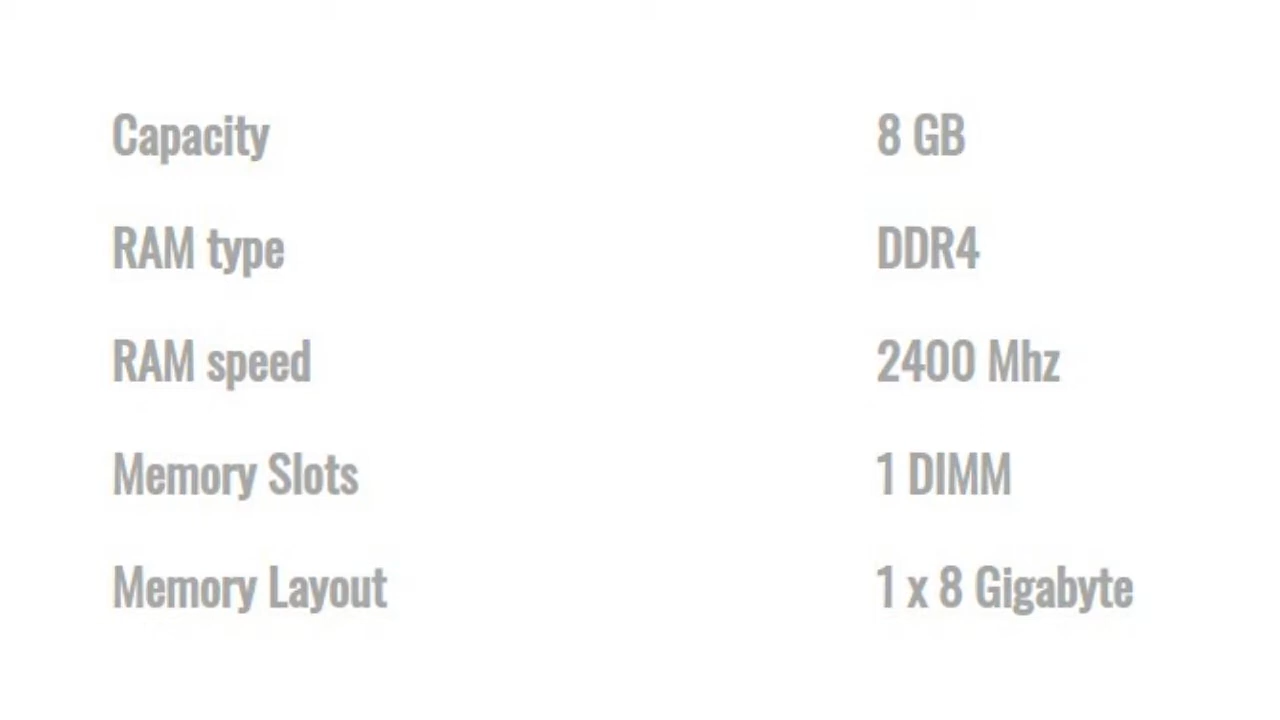 Capacity 8 GB
RAM type DDR4
RAM speed 2400 Mhz
Memory Slots 1 DIMM
Memory Layout 1 x 8 Gigabyte